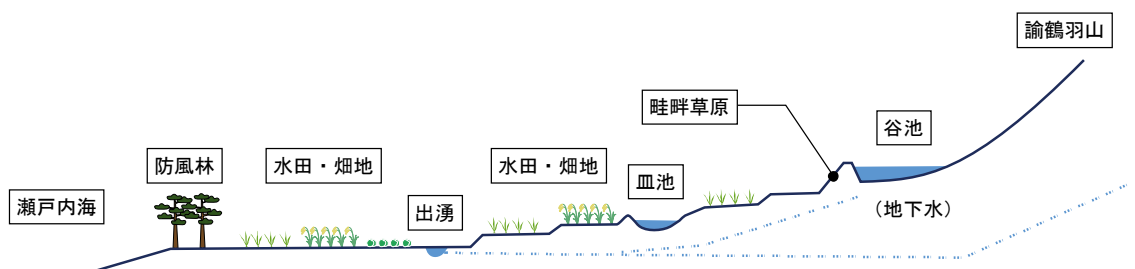 諭鶴羽山
畦畔草原
谷池
防風林
水田・畑地
水田・畑地
皿池
瀬戸内海
出湧
（地下水）